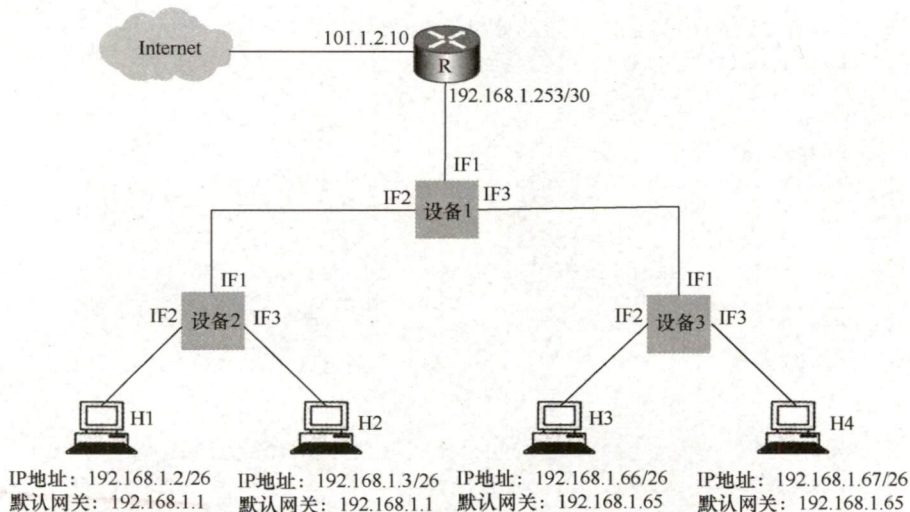 Internet
101.1.2.10
R
192.168.1.253/30
IF1
IF2
设备1
IF3
IF1
IF2
设备2
IF3
IF1
IF2
设备3
IF3
H1
H2
H3
H4
IP地址：192.168.1.2/26
默认网关：192.168.1.1
IP地址：192.168.1.3/26
默认网关：192.168.1.1
IP地址：192.168.1.66/26
默认网关：192.168.1.65
IP地址：192.168.1.67/26
默认网关：192.168.1.65